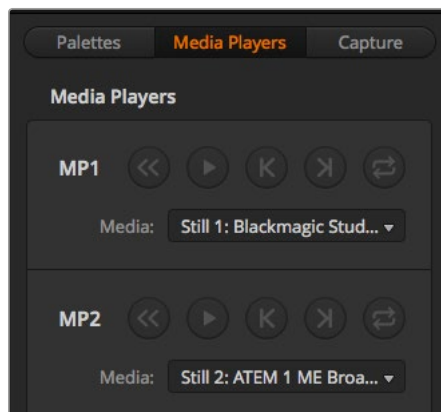 Palettes Media Players Capture
Media Players
MP1
Media: Still 1: Blackmagic Stud...
MP2
Media: Still 2: ATEM 1 ME Broa...